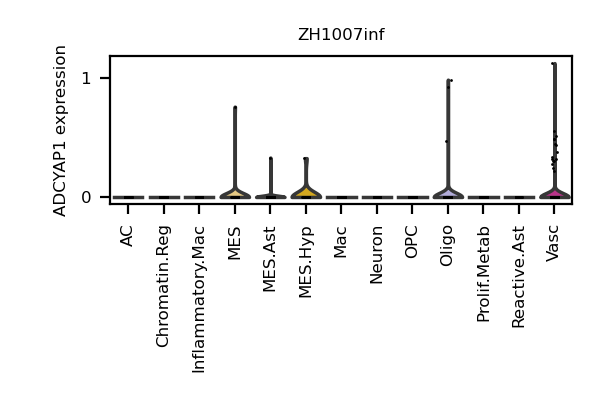 ZH1007inf
ADCYAP1 expression
1
0
AC
Chromatin.Reg
Inflammatory.Mac
MES
MES.Ast
MES.Hyp
Mac
Neuron
OPC
Oligo
Prolif.Metab
Reactive.Ast
Vasc